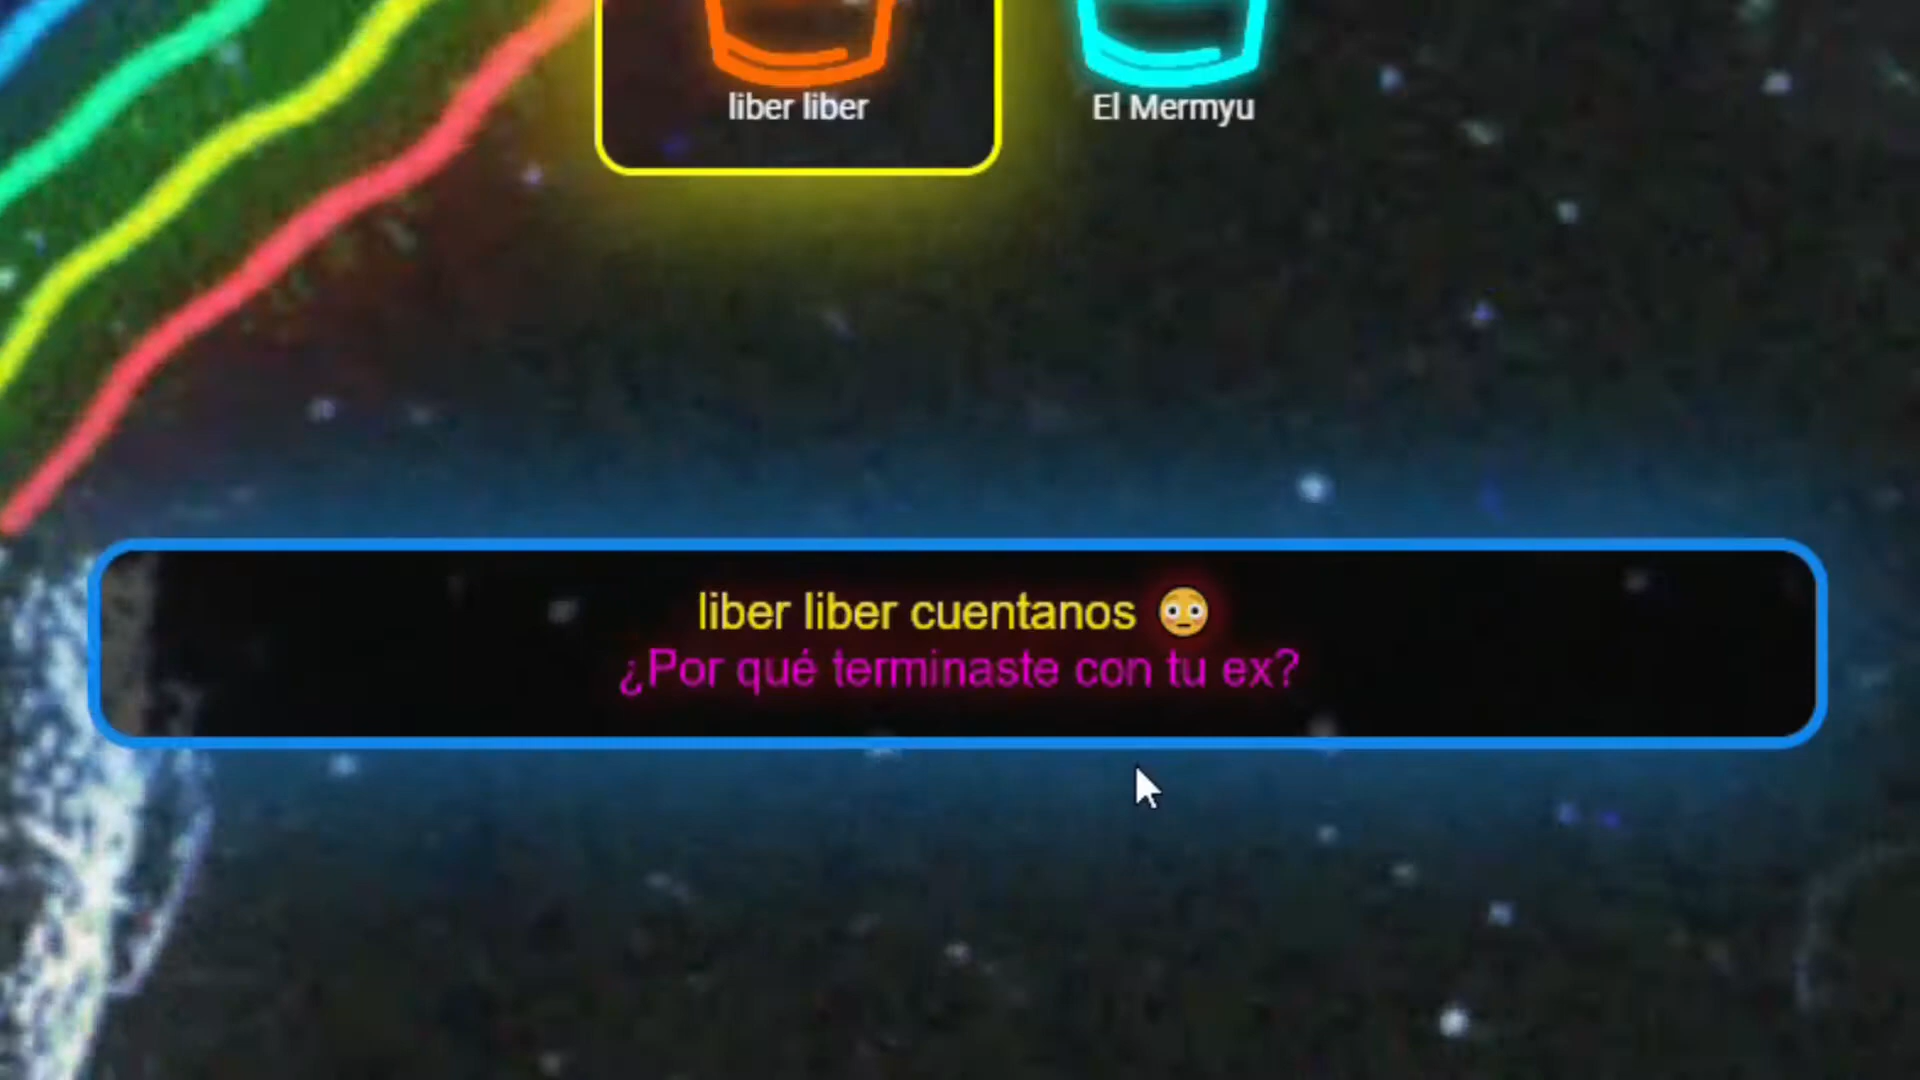 liber liber
El Mermyu
liber liber cuentanos 😳
¿Por qué terminaste con tu ex?